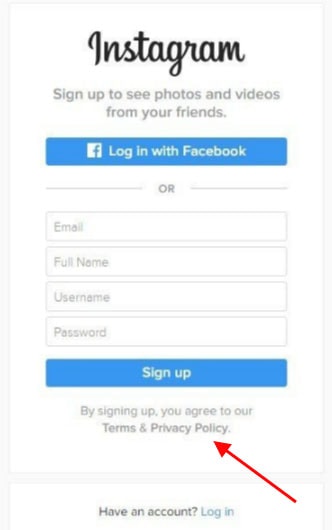 Instagram
Sign up to see photos and videos
from your friends.
f Log in with Facebook
OR
Email
Full Name
Username
Password
Sign up
By signing up, you agree to our
Terms & Privacy Policy.
Have an account? Log in